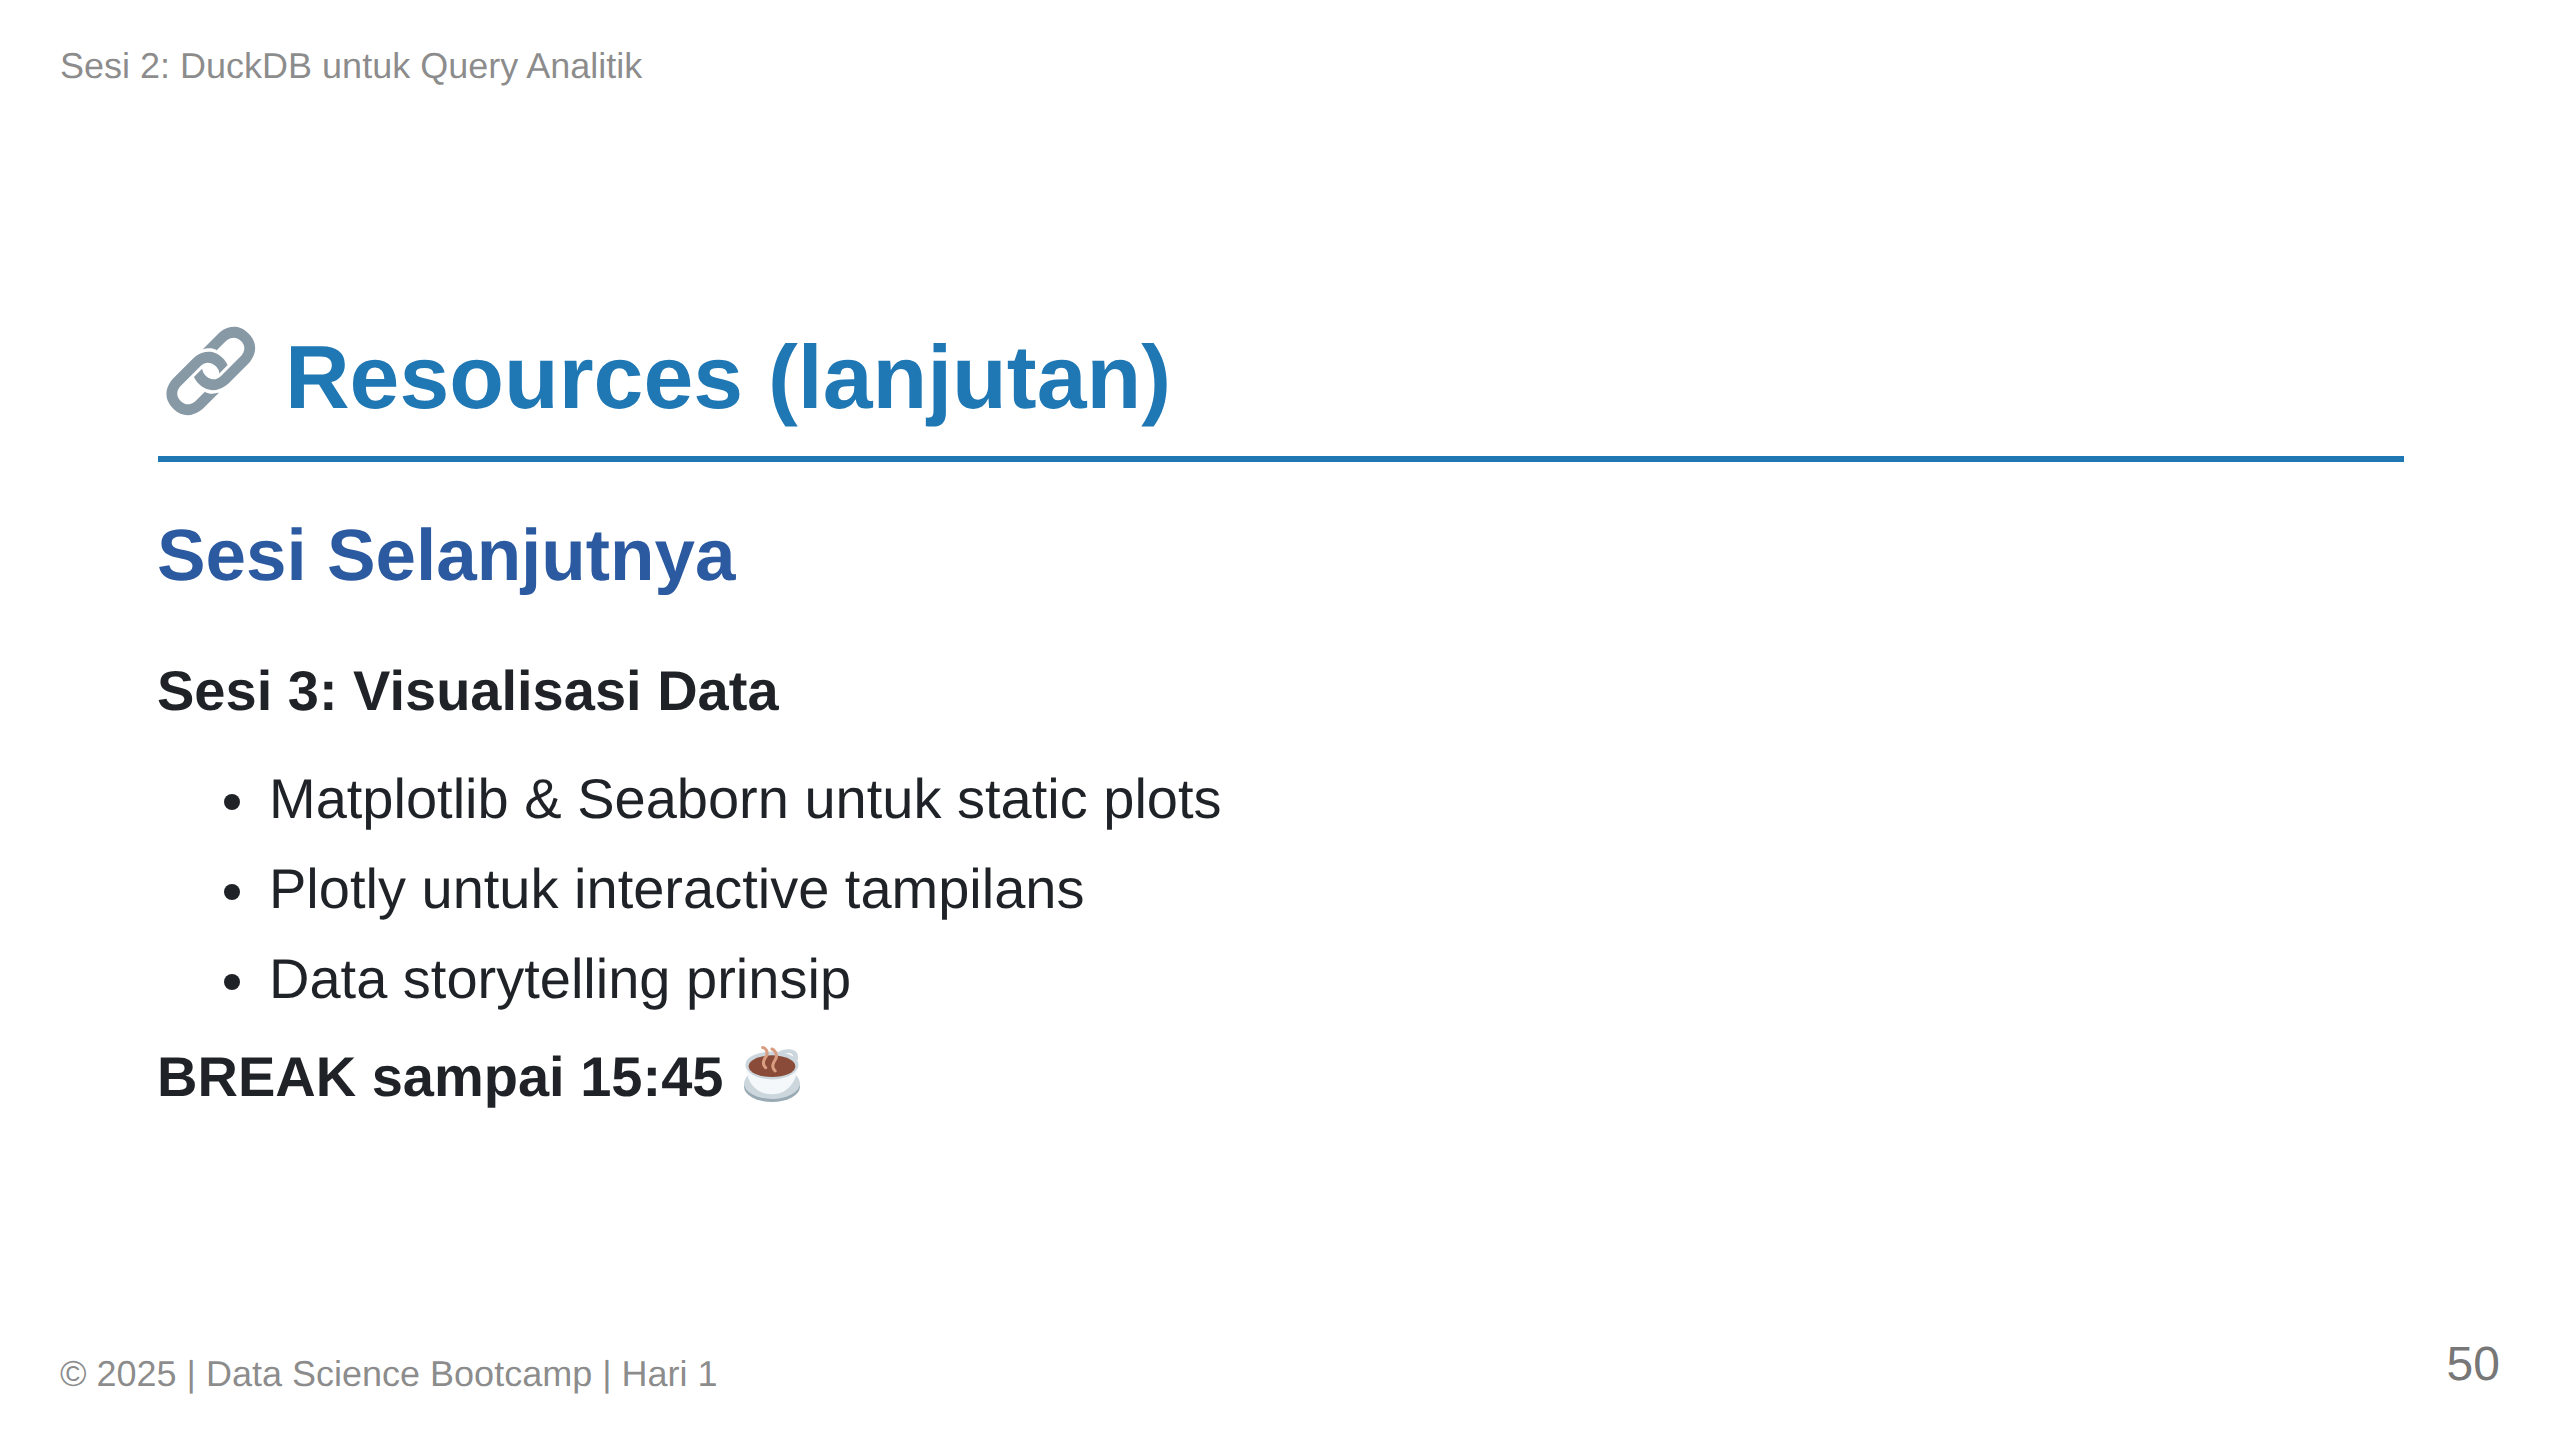 Sesi 2: DuckDB untuk Query Analitik
🔗 Resources (lanjutan)
Sesi Selanjutnya
Sesi 3: Visualisasi Data
• Matplotlib & Seaborn untuk static plots
• Plotly untuk interactive tampilans
• Data storytelling prinsip
BREAK sampai 15:45 ☕
© 2025 | Data Science Bootcamp | Hari 1
50